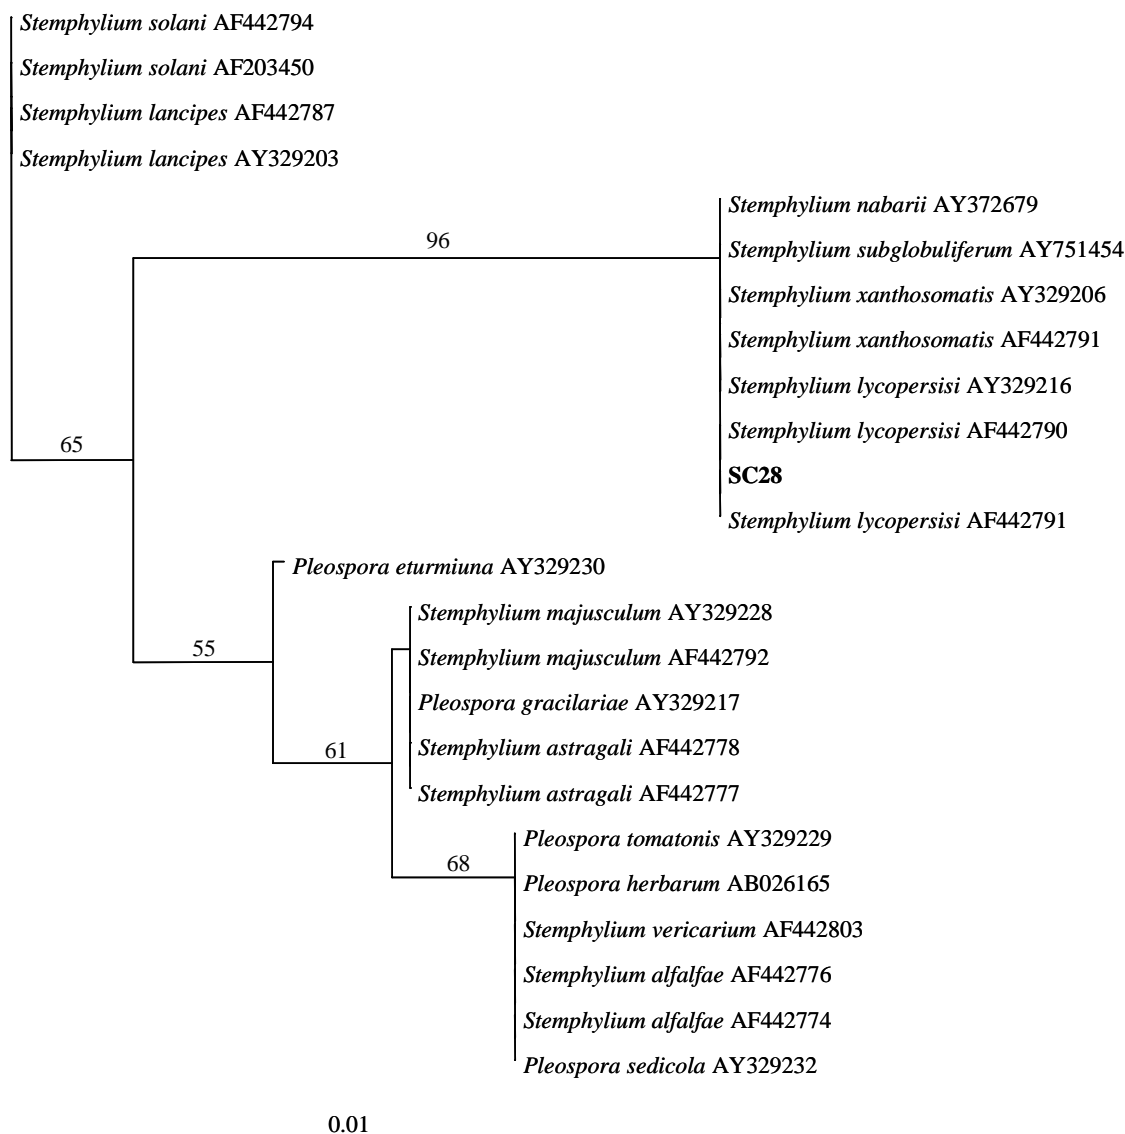 Stemphylium solani AF442794
Stemphylium solani AF203450
Stemphylium lancipes AF442787
Stemphylium lancipes AY329203
Stemphylium nabarii AY372679
96
Stemphylium subglobuliferum AY751454
Stemphylium xanthosomatis AY329206
Stemphylium xanthosomatis AF442791
Stemphylium lycopersisi AY329216
Stemphylium lycopersisi AF442790
65
SC28
Stemphylium lycopersisi AF442791
Pleospora eturmiuna AY329230
Stemphylium majusculum AY329228
55
Stemphylium majusculum AF442792
Pleospora gracilariae AY329217
61
Stemphylium astragali AF442778
Stemphylium astragali AF442777
Pleospora tomatonis AY329229
68
Pleospora herbarum AB026165
Stemphylium vericarium AF442803
Stemphylium alfalfae AF442776
Stemphylium alfalfae AF442774
Pleospora sedicola AY329232
0.01